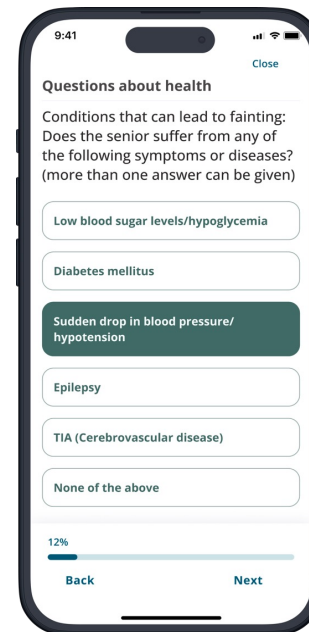 9:41
Close
Questions about health
Conditions that can lead to fainting:
Does the senior suffer from any of
the following symptoms or diseases?
(more than one answer can be given)
Low blood sugar levels/hypoglycemia
Diabetes mellitus
Sudden drop in blood pressure/
hypotension
Epilepsy
TIA (Cerebrovascular disease)
None of the above
12%
Back
Next